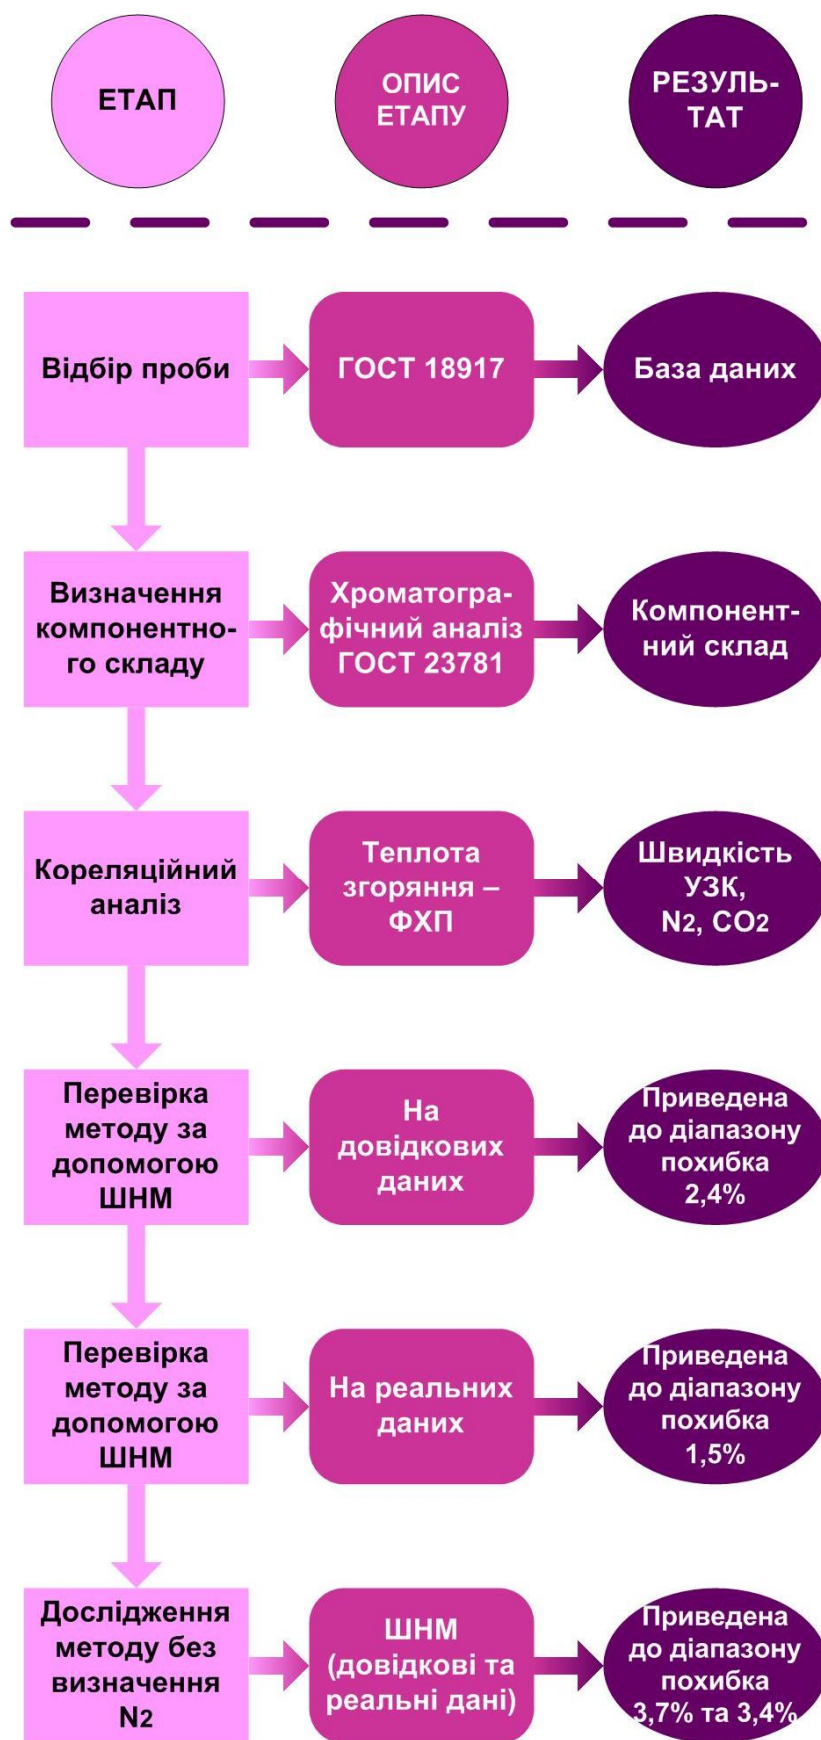 ЕТАП
ОПИС
ЕТАПУ
РЕЗУЛЬ-
ТАТ
Відбір проби
ГОСТ 18917
База даних
Визначення
компонентно-
го складу
Хроматогра-
фічний аналіз
ГОСТ 23781
Компонент-
ний склад
Кореляційний
аналіз
Теплота
згоряння –
ФХП
Швидкість
УЗК,
N2, CO2
Перевірка
методу за
допомогою
ШНМ
На
довідкових
даних
Приведена
до діапазону
похибка
2,4%
Перевірка
методу за
допомогою
ШНМ
На реальних
даних
Приведена
до діапазону
похибка
1,5%
Дослідження
методу без
визначення
N2
ШНМ
(довідкові та
реальні дані)
Приведена
до діапазону
похибка
3,7% та 3,4%